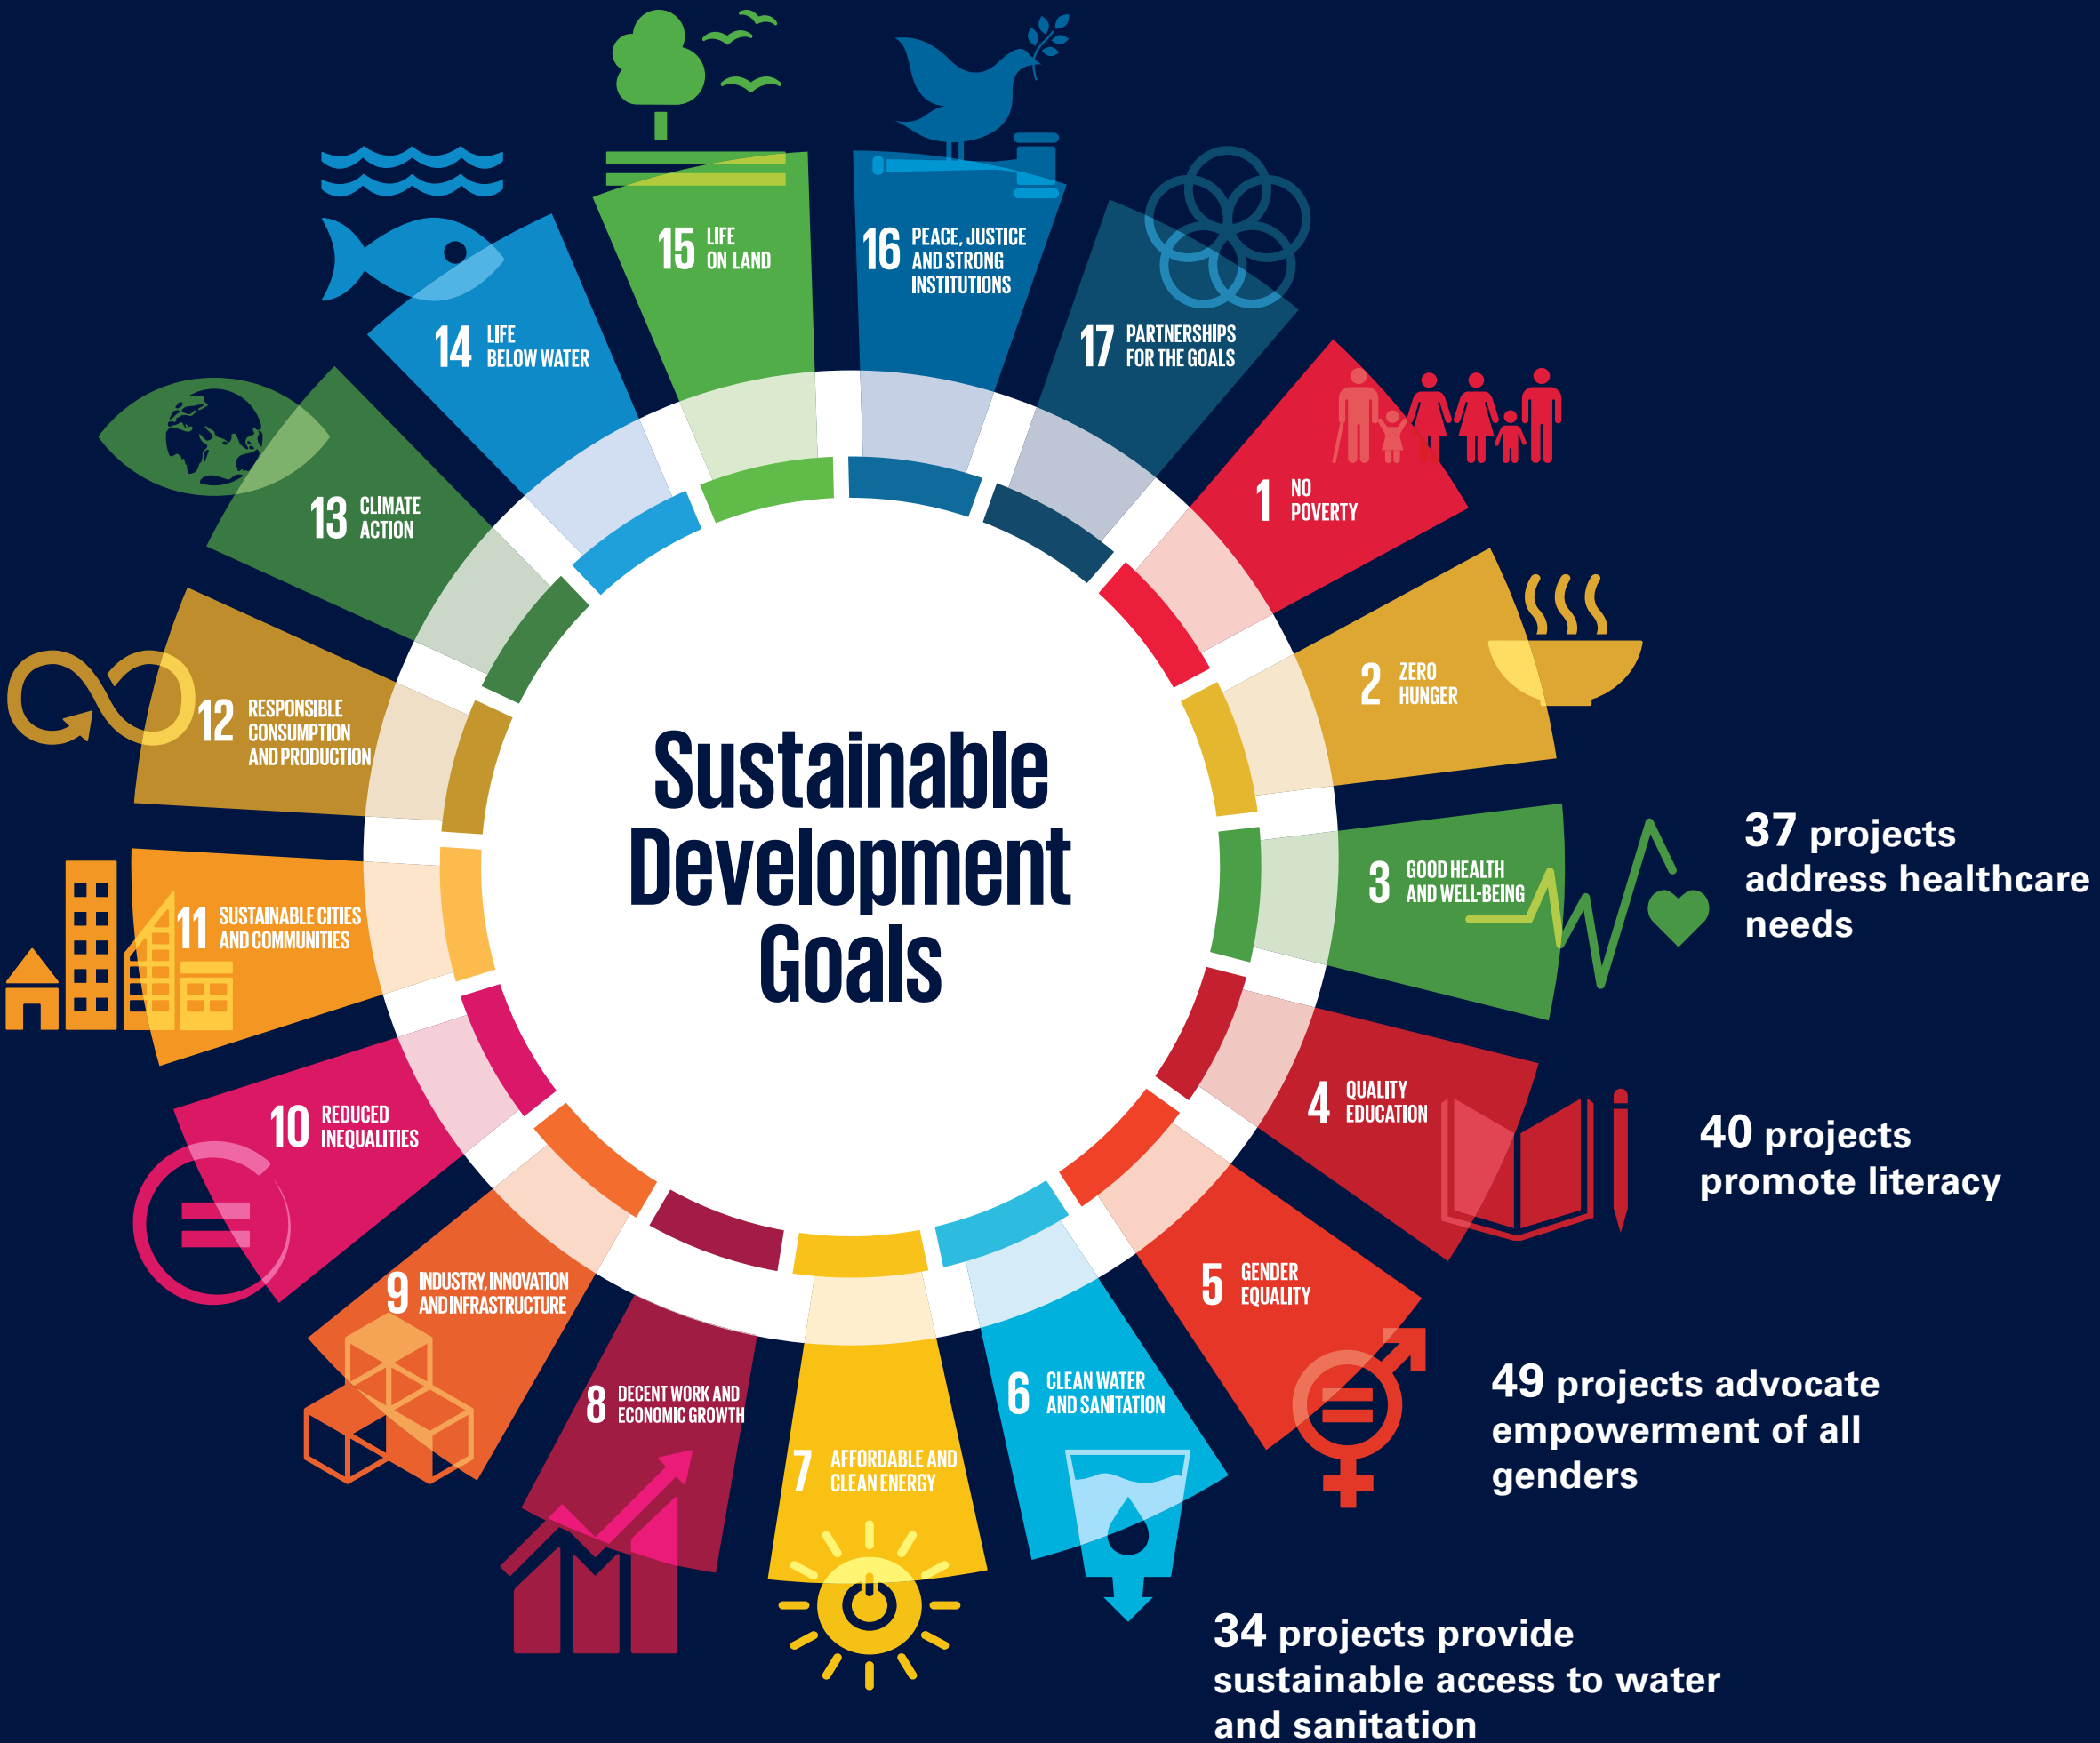 Sustainable
Development
Goals
1 NO
POVERTY
2 ZERO
HUNGER
3 GOOD HEALTH
AND WELL-BEING
37 projects
address healthcare
needs
4 QUALITY
EDUCATION
40 projects
promote literacy
5 GENDER
EQUALITY
49 projects advocate
empowerment of all
genders
6 CLEAN WATER
AND SANITATION
34 projects provide
sustainable access to water
and sanitation
7 AFFORDABLE AND
CLEAN ENERGY
8 DECENT WORK AND
ECONOMIC GROWTH
9 INDUSTRY, INNOVATION
AND INFRASTRUCTURE
10 REDUCED
INEQUALITIES
11 SUSTAINABLE CITIES
AND COMMUNITIES
12 RESPONSIBLE
CONSUMPTION
AND PRODUCTION
13 CLIMATE
ACTION
14 LIFE
BELOW WATER
15 LIFE
ON LAND
16 PEACE, JUSTICE
AND STRONG
INSTITUTIONS
17 PARTNERSHIPS
FOR THE GOALS